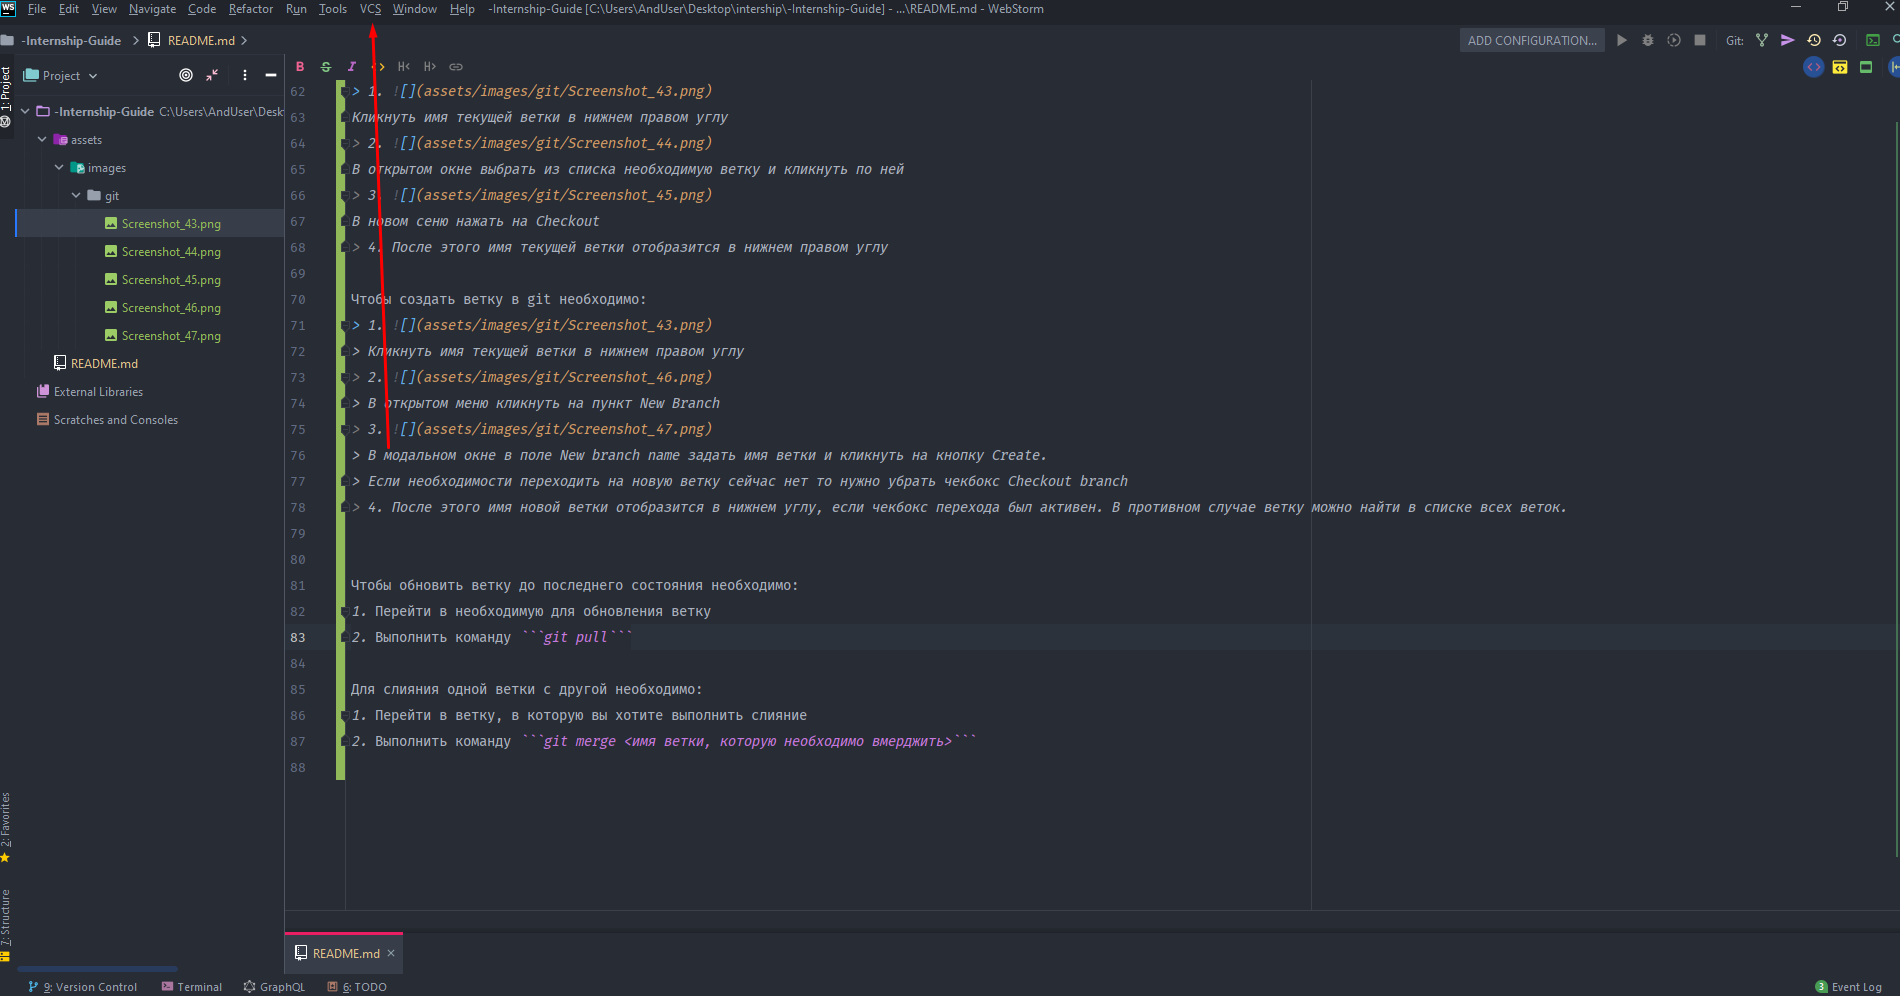 WS File Edit View Navigate Code Refactor Run Tools VCS Window Help -Internship-Guide [C:\Users\AndUser\Desktop\intership\-Internship-Guide] - ...\README.md - WebStorm
-Internship-Guide README.md ADD CONFIGURATION... Git:
1: Project
Project
B S I <> H< H>
-Internship-Guide C:\Users\AndUser\Desk
assets
images
git
Screenshot_43.png
Screenshot_44.png
Screenshot_45.png
Screenshot_46.png
Screenshot_47.png
README.md
External Libraries
Scratches and Consoles
62 > 1. ![](assets/images/git/Screenshot_43.png)
63 Кликнуть имя текущей ветки в нижнем правом углу
64 > 2. ![](assets/images/git/Screenshot_44.png)
65 В открытом окне выбрать из списка необходимую ветку и кликнуть по ней
66 > 3. ![](assets/images/git/Screenshot_45.png)
67 В новом сеню нажать на Checkout
68 > 4. После этого имя текущей ветки отобразится в нижнем правом углу
69
70 Чтобы создать ветку в git необходимо:
71 > 1. ![](assets/images/git/Screenshot_43.png)
72 > Кликнуть имя текущей ветки в нижнем правом углу
73 > 2. ![](assets/images/git/Screenshot_46.png)
74 > В открытом меню кликнуть на пункт New Branch
75 > 3. ![](assets/images/git/Screenshot_47.png)
76 > В модальном окне в поле New branch name задать имя ветки и кликнуть на кнопку Create.
77 > Если необходимости переходить на новую ветку сейчас нет то нужно убрать чекбокс Checkout branch
78 > 4. После этого имя новой ветки отобразится в нижнем углу, если чекбокс перехода был активен. В противном случае ветку можно найти в списке всех веток.
79
80
81 Чтобы обновить ветку до последнего состояния необходимо:
82 1. Перейти в необходимую для обновления ветку
83 2. Выполнить команду ```git pull```
84
85 Для слияния одной ветки с другой необходимо:
86 1. Перейти в ветку, в которую вы хотите выполнить слияние
87 2. Выполнить команду ```git merge <имя ветки, которую необходимо вмерджить>```
88
2: Favorites
7: Structure
README.md
9: Version Control Terminal GraphQL 6: TODO 3 Event Log